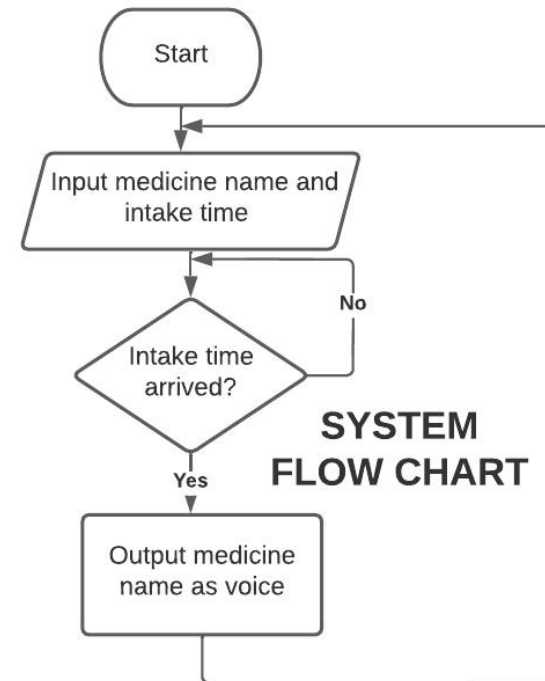 Start
Input medicine name and
intake time
No
Intake time
arrived?
SYSTEM
FLOW CHART
Yes
Output medicine
name as voice